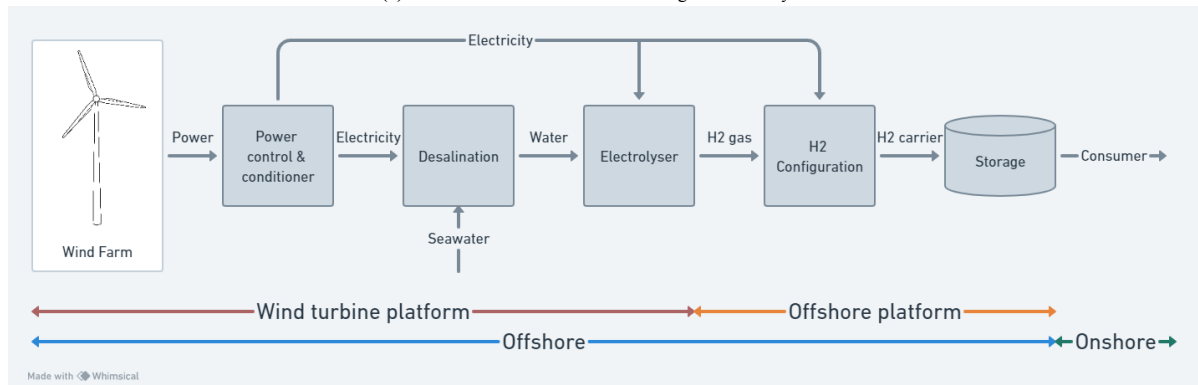 Electricity
Power
Power
control &
conditioner
Electricity
Desalination
Water
Electrolyser
H2 gas
H2
Configuration
H2 carrier
Storage
Consumer
Wind Farm
Seawater
Wind turbine platform
Offshore platform
Offshore
Onshore
Made with Whimsical